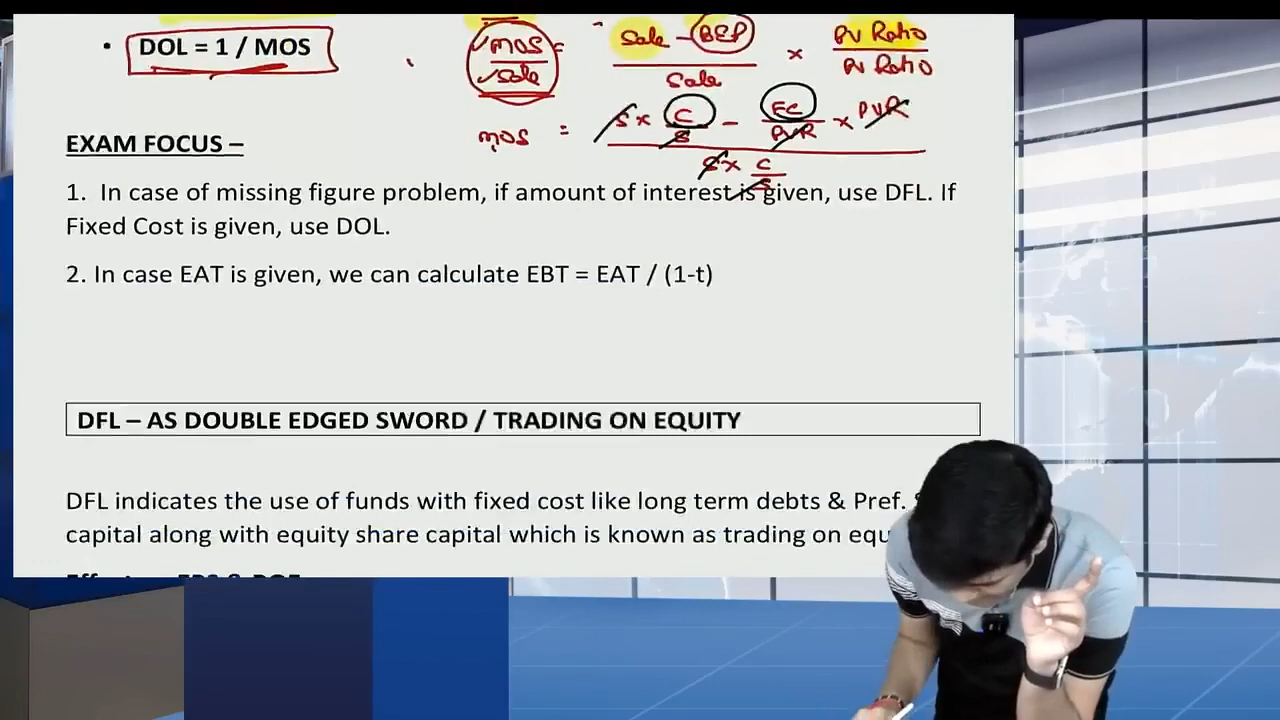 • DOL = 1 / MOS
MOS = Sale - BEP × PV Ratio
Sale Sale PV Ratio
MOS = S × C - FC × PVR
S PVR
S × C
S
EXAM FOCUS –
1. In case of missing figure problem, if amount of interest is given, use DFL. If
Fixed Cost is given, use DOL.
2. In case EAT is given, we can calculate EBT = EAT / (1-t)
DFL – AS DOUBLE EDGED SWORD / TRADING ON EQUITY
DFL indicates the use of funds with fixed cost like long term debts & Pref.
capital along with equity share capital which is known as trading on equ